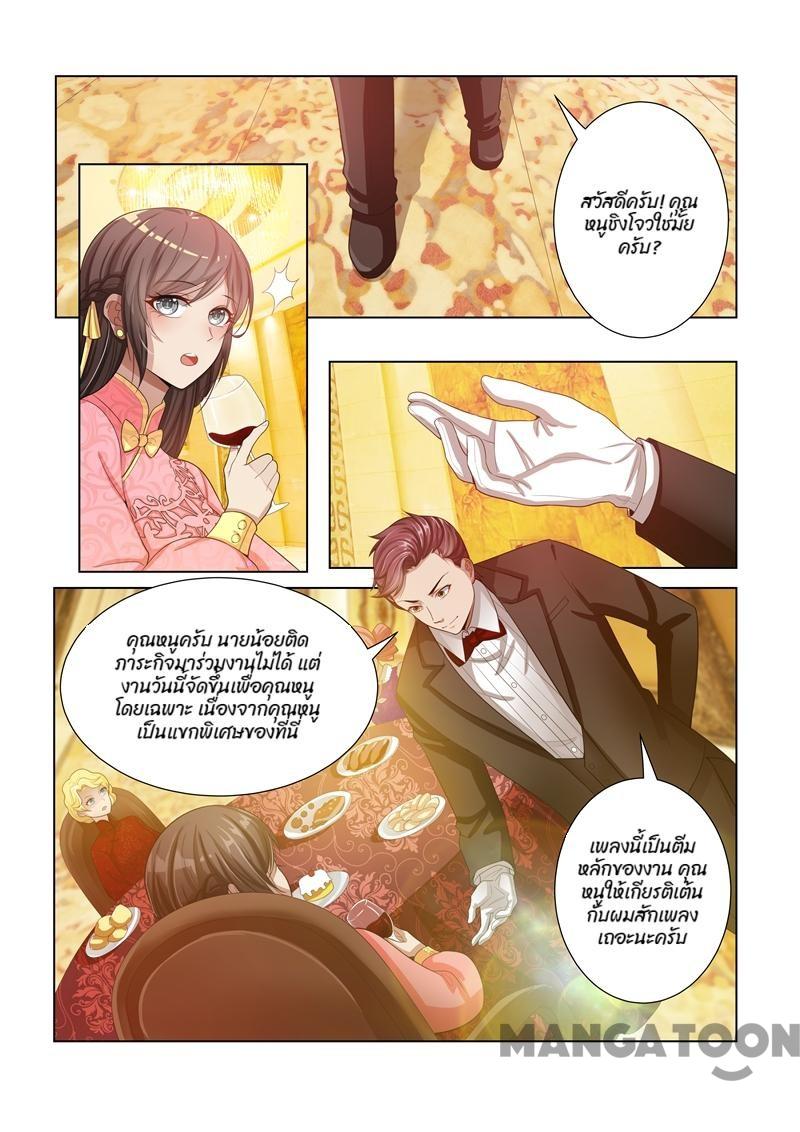 สวัสดีครับ! คุณ
หนูชิงโจวใช่มั้ย
ครับ?
คุณหนูครับ นายน้อยติด
ภาระกิจมาร่วมงานไม่ได้ แต่
งานวันนี้จัดขึ้นเพื่อคุณหนู
โดยเฉพาะ เนื่องจากคุณหนู
เป็นแขกพิเศษของที่นี่
เพลงนี้เป็นตีม
หลักของงาน คุณ
หนูให้เกียรติเต้น
กับผมสักเพลง
เถอะนะครับ
MANGATOON